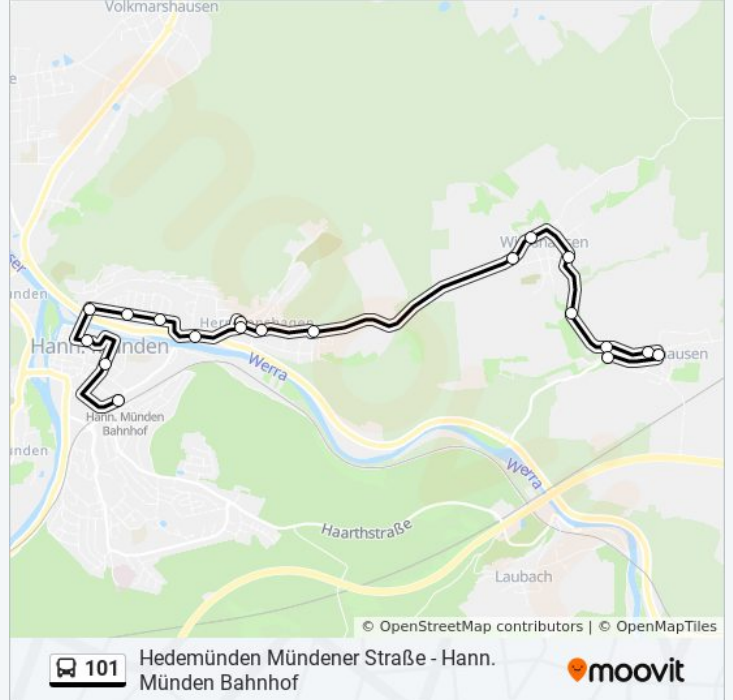 Volkmarshausen
Hann. Münden
Hann. Münden
Bahnhof
Werra
Werra
Haarthstraße
Laubach
© OpenStreetMap contributors | © OpenMapTiles
101
Hedemünden Mündener Straße - Hann.
Münden Bahnhof
moovit